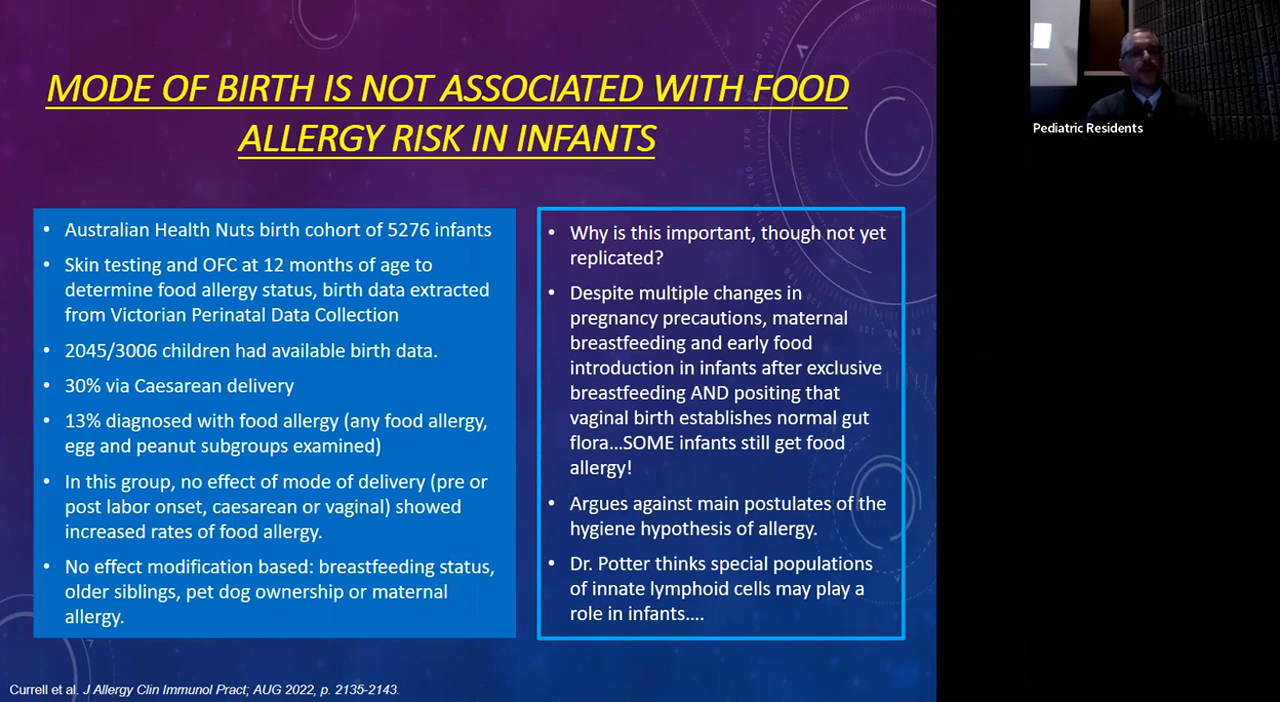 MODE OF BIRTH IS NOT ASSOCIATED WITH FOOD
ALLERGY RISK IN INFANTS
• Australian Health Nuts birth cohort of 5276 infants
• Skin testing and OFC at 12 months of age to
determine food allergy status, birth data extracted
from Victorian Perinatal Data Collection
• 2045/3006 children had available birth data.
• 30% via Caesarean delivery
• 13% diagnosed with food allergy (any food allergy,
egg and peanut subgroups examined)
• In this group, no effect of mode of delivery (pre or
post labor onset, caesarean or vaginal) showed
increased rates of food allergy.
• No effect modification based: breastfeeding status,
older siblings, pet dog ownership or maternal
allergy.
• Why is this important, though not yet
replicated?
• Despite multiple changes in
pregnancy precautions, maternal
breastfeeding and early food
introduction in infants after exclusive
breastfeeding AND positing that
vaginal birth establishes normal gut
flora...SOME infants still get food
allergy!
• Argues against main postulates of the
hygiene hypothesis of allergy.
• Dr. Potter thinks special populations
of innate lymphoid cells may play a
role in infants....
Currell et al. J Allergy Clin Immunol Pract; AUG 2022, p. 2135-2143.
Pediatric Residents